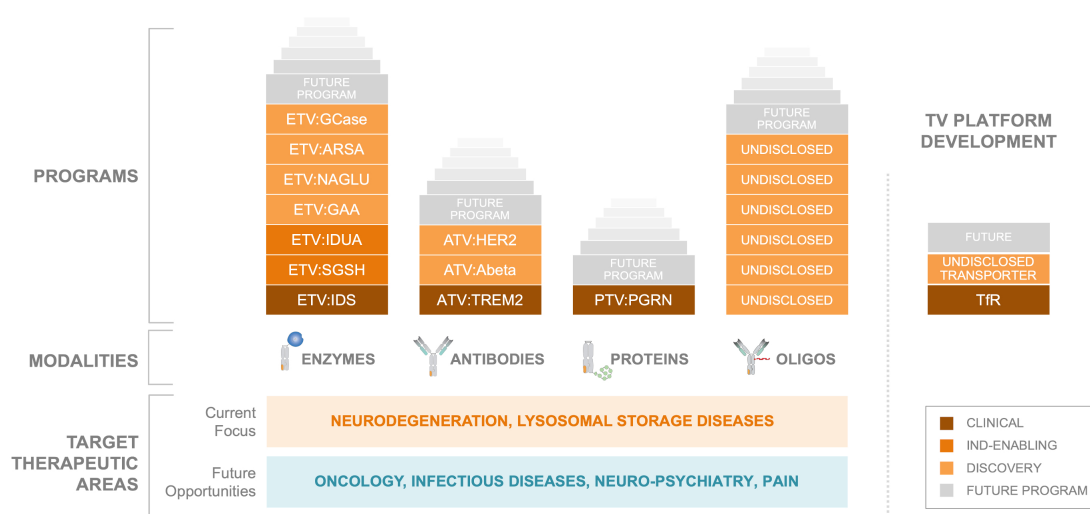 PROGRAMS
FUTURE
PROGRAM
ETV:GCase
ETV:ARSA
ETV:NAGLU
ETV:GAA
ETV:IDUA
ETV:SGSH
ETV:IDS
FUTURE
PROGRAM
ATV:HER2
ATV:Abeta
ATV:TREM2
FUTURE
PROGRAM
PTV:PGRN
FUTURE
PROGRAM
UNDISCLOSED
UNDISCLOSED
UNDISCLOSED
UNDISCLOSED
UNDISCLOSED
UNDISCLOSED
TV PLATFORM
DEVELOPMENT
FUTURE
UNDISCLOSED
TRANSPORTER
TfR
MODALITIES
ENZYMES
ANTIBODIES
PROTEINS
OLIGOS
TARGET
THERAPEUTIC
AREAS
Current
Focus
NEURODEGENERATION, LYSOSOMAL STORAGE DISEASES
Future
Opportunities
ONCOLOGY, INFECTIOUS DISEASES, NEURO-PSYCHIATRY, PAIN
CLINICAL
IND-ENABLING
DISCOVERY
FUTURE PROGRAM